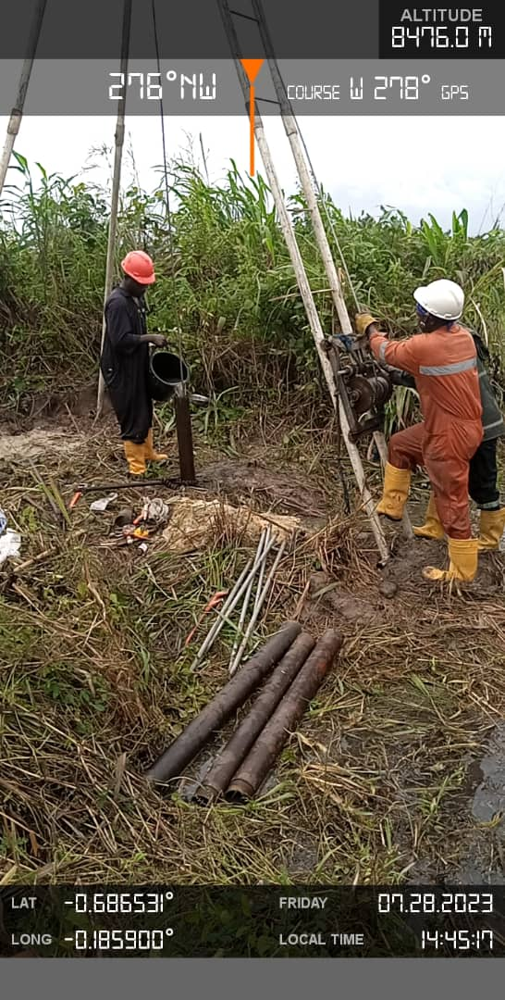 ALTITUDE
8476.0 M
276°NW
COURSE W 278° GPS
LAT -0.686531°
FRIDAY 07.28.2023
LONG -0.185900°
LOCAL TIME 14:45:17